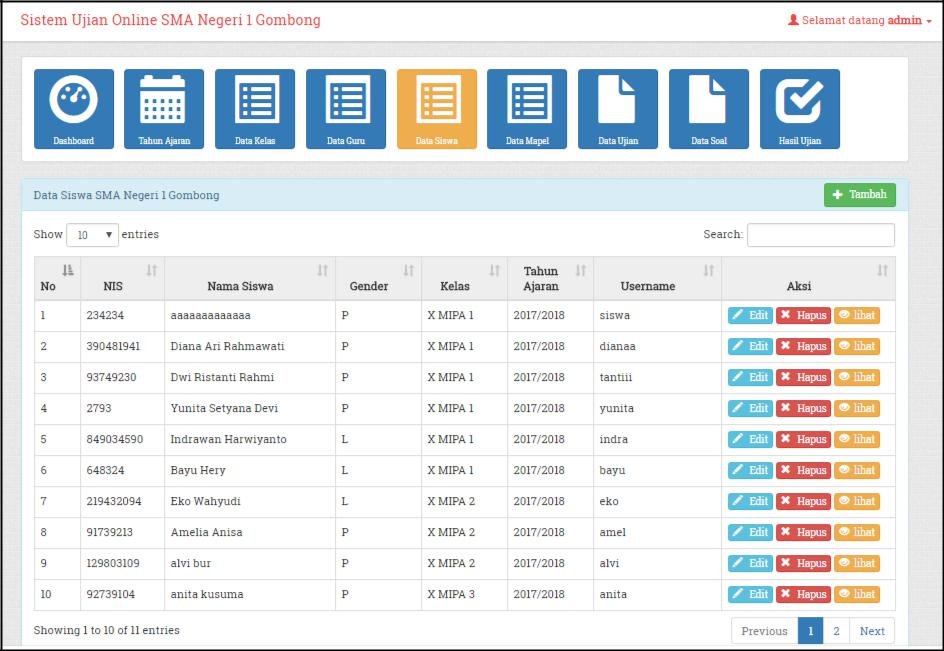 Sistem Ujian Online SMA Negeri 1 Gombong
Selamat datang admin
Dashboard Tahun Ajaran Data Kelas Data Guru Data Siswa Data Mapel Data Ujian Data Soal Hasil Ujian
Data Siswa SMA Negeri 1 Gombong
Tambah
Show 10 entries
Search:
No NIS Nama Siswa Gender Kelas Tahun Ajaran Username Aksi
1 234234 aaaaaaaaaaaaa P X MIPA 1 2017/2018 siswa Edit Hapus lihat
2 390481941 Diana Ari Rahmawati P X MIPA 1 2017/2018 dianaa Edit Hapus lihat
3 93749230 Dwi Ristanti Rahmi P X MIPA 1 2017/2018 tantiii Edit Hapus lihat
4 2793 Yunita Setyana Devi P X MIPA 1 2017/2018 yunita Edit Hapus lihat
5 849034590 Indrawan Harwiyanto L X MIPA 1 2017/2018 indra Edit Hapus lihat
6 648324 Bayu Hery L X MIPA 1 2017/2018 bayu Edit Hapus lihat
7 219432094 Eko Wahyudi L X MIPA 2 2017/2018 eko Edit Hapus lihat
8 91739213 Amelia Anisa P X MIPA 2 2017/2018 amel Edit Hapus lihat
9 129803109 alvi bur P X MIPA 2 2017/2018 alvi Edit Hapus lihat
10 92739104 anita kusuma P X MIPA 3 2017/2018 anita Edit Hapus lihat
Showing 1 to 10 of 11 entries
Previous 1 2 Next